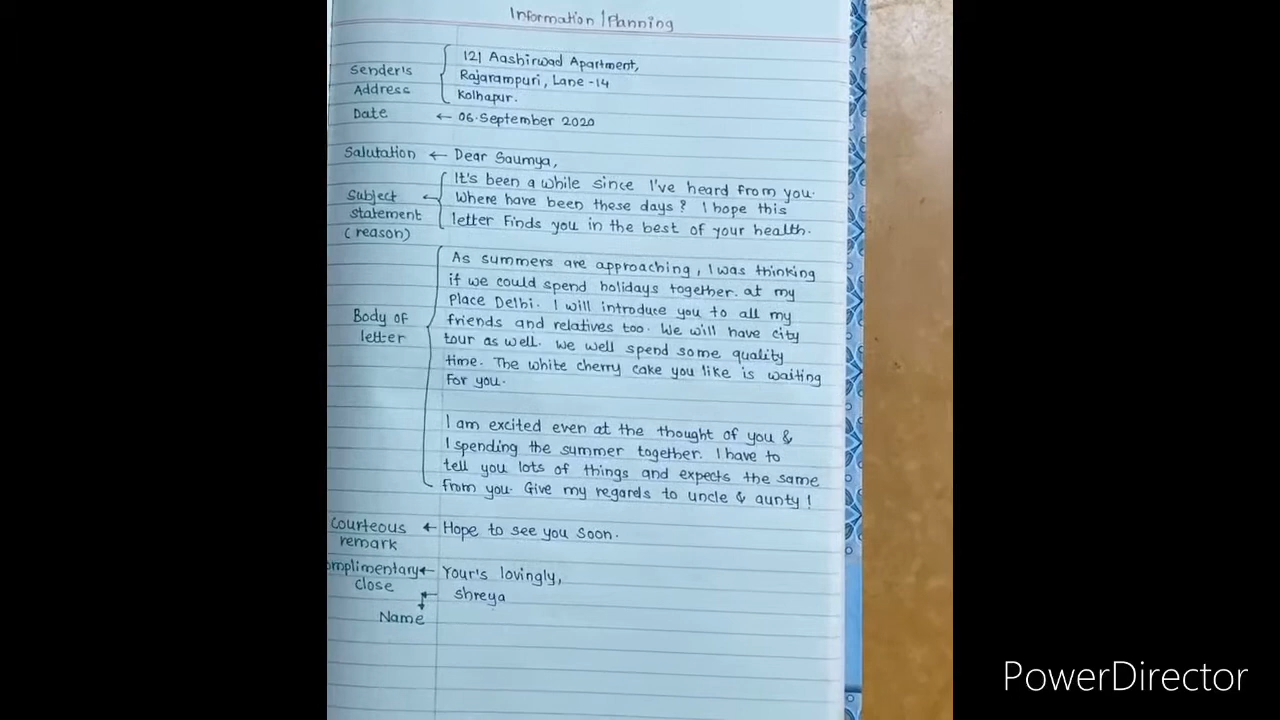 Information / Planning
Sender's Address
121 Aashirwad Apartment,
Rajarampuri, Lane -14
Kolhapur.
Date ← 06.September 2020
Salutation ← Dear Saumya,
Subject statement (reason) ←
It's been a while since I've heard from you.
Where have been these days? I hope this
letter finds you in the best of your health.
Body of letter
As summers are approaching, I was thinking
if we could spend holidays together. at my
place Delhi. I will introduce you to all my
friends and relatives too. We will have city
tour as well. We well spend some quality
time. The white cherry cake you like is waiting
for you.
I am excited even at the thought of you &
I spending the summer together. I have to
tell you lots of things and expects the same
from you. Give my regards to uncle & aunty!
Courteous remark ← Hope to see you soon.
omplimentary close ← Your's lovingly,
← shreya
Name
PowerDirector